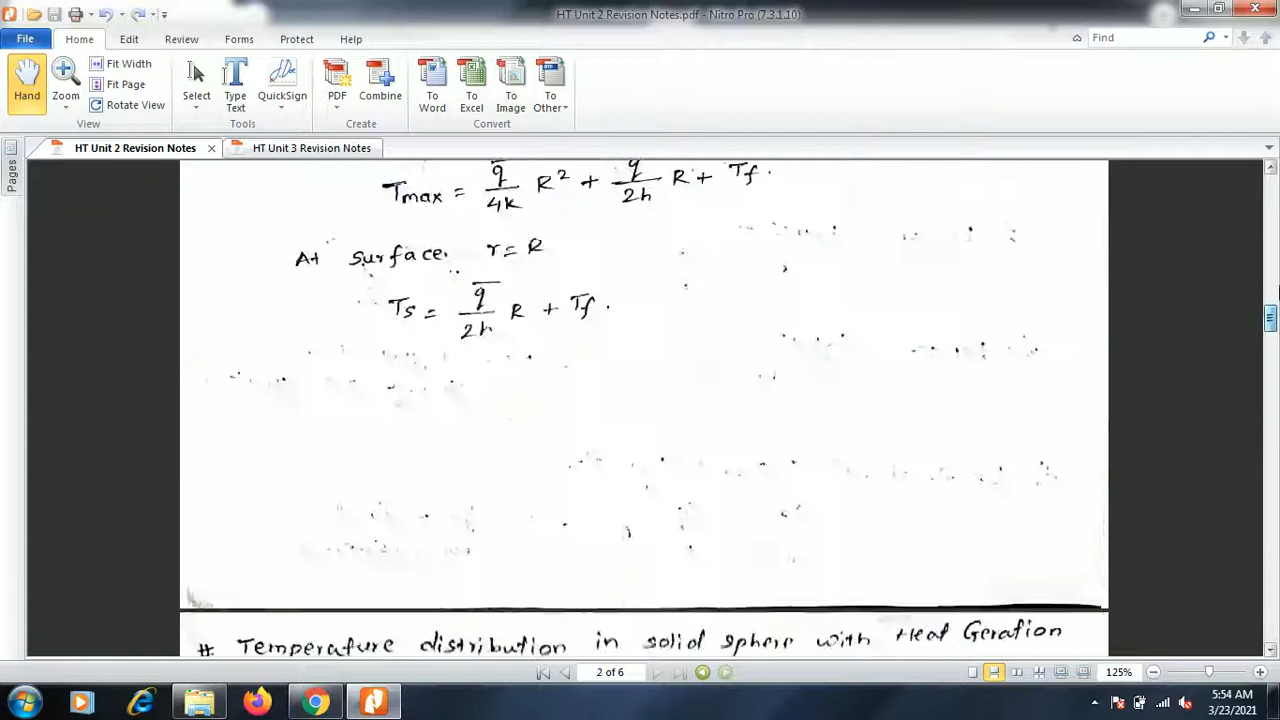 HT Unit 2 Revision Notes.pdf - Nitro Pro (7.3.1.10)
File Home Edit Review Forms Protect Help Find
Hand Zoom Fit Width Fit Page Rotate View Select Type Text QuickSign PDF Combine To Word To Excel To Image To Other
View Tools Create Convert
HT Unit 2 Revision Notes HT Unit 3 Revision Notes
Pages
Tmax = q̅/4k R² + q̅/2h R + Tf.
At surface. r = R
Ts = q̅/2h R + Tf.
# Temperature distribution in solid sphere with Heat Geration
2 of 6 125%
5:54 AM
3/23/2021